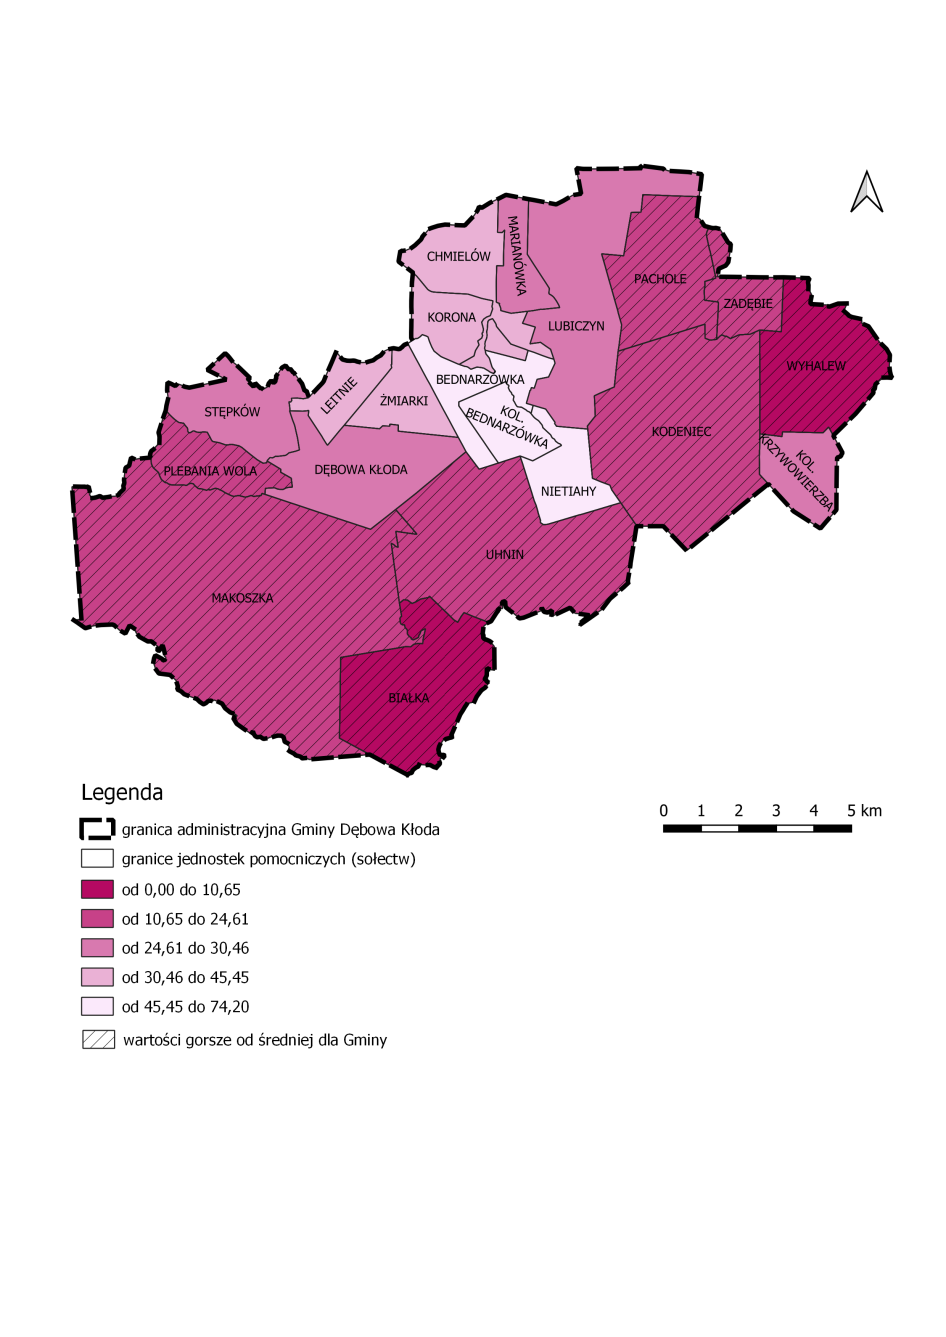 MARIANÓWKA
CHMIELÓW
PACHOLE
ZADĘBIE
KORONA
LUBICZYN
WYHALEW
BEDNARZÓWKA
LEITNIE
ŻMIARKI
STĘPKÓW
KOL.
BEDNARZÓWKA
KODENIEC
KOL.
KRZYWOWIERZBA
PLEBANIA WOLA
DĘBOWA KŁODA
NIETIAHY
UHNIN
MAKOSZKA
BIAŁKA
Legenda
granica administracyjna Gminy Dębowa Kłoda
granice jednostek pomocniczych (sołectw)
od 0,00 do 10,65
od 10,65 do 24,61
od 24,61 do 30,46
od 30,46 do 45,45
od 45,45 do 74,20
wartości gorsze od średniej dla Gminy
0 1 2 3 4 5 km